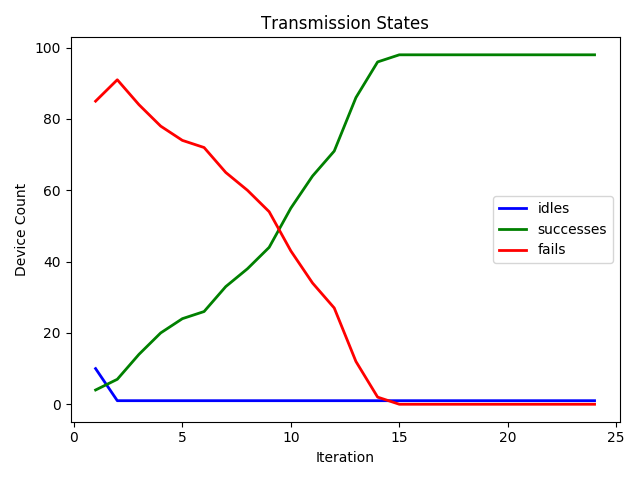 Transmission States
100
80
60
40
20
0
Device Count
idles
successes
fails
0 5 10 15 20 25
Iteration